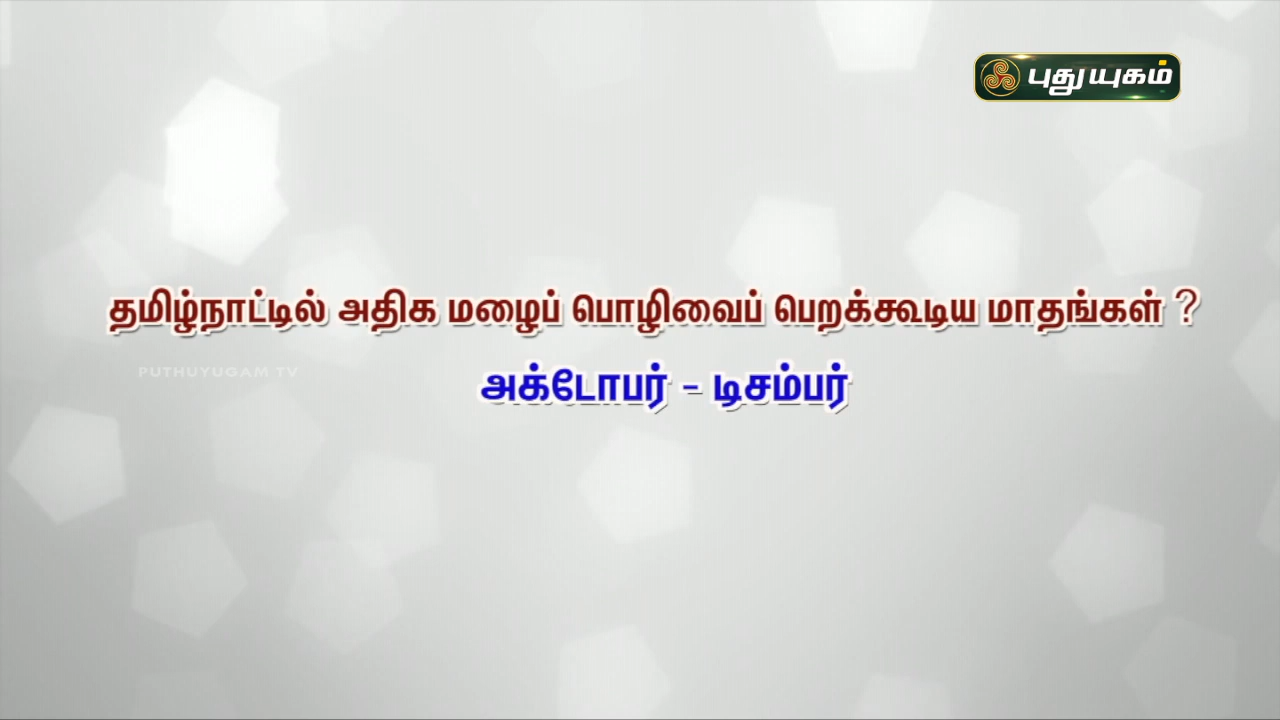 புதுயுகம்
தமிழ்நாட்டில் அதிக மழைப் பொழிவைப் பெறக்கூடிய மாதங்கள் ?
PUTHUYUGAM TV
அக்டோபர் - டிசம்பர்